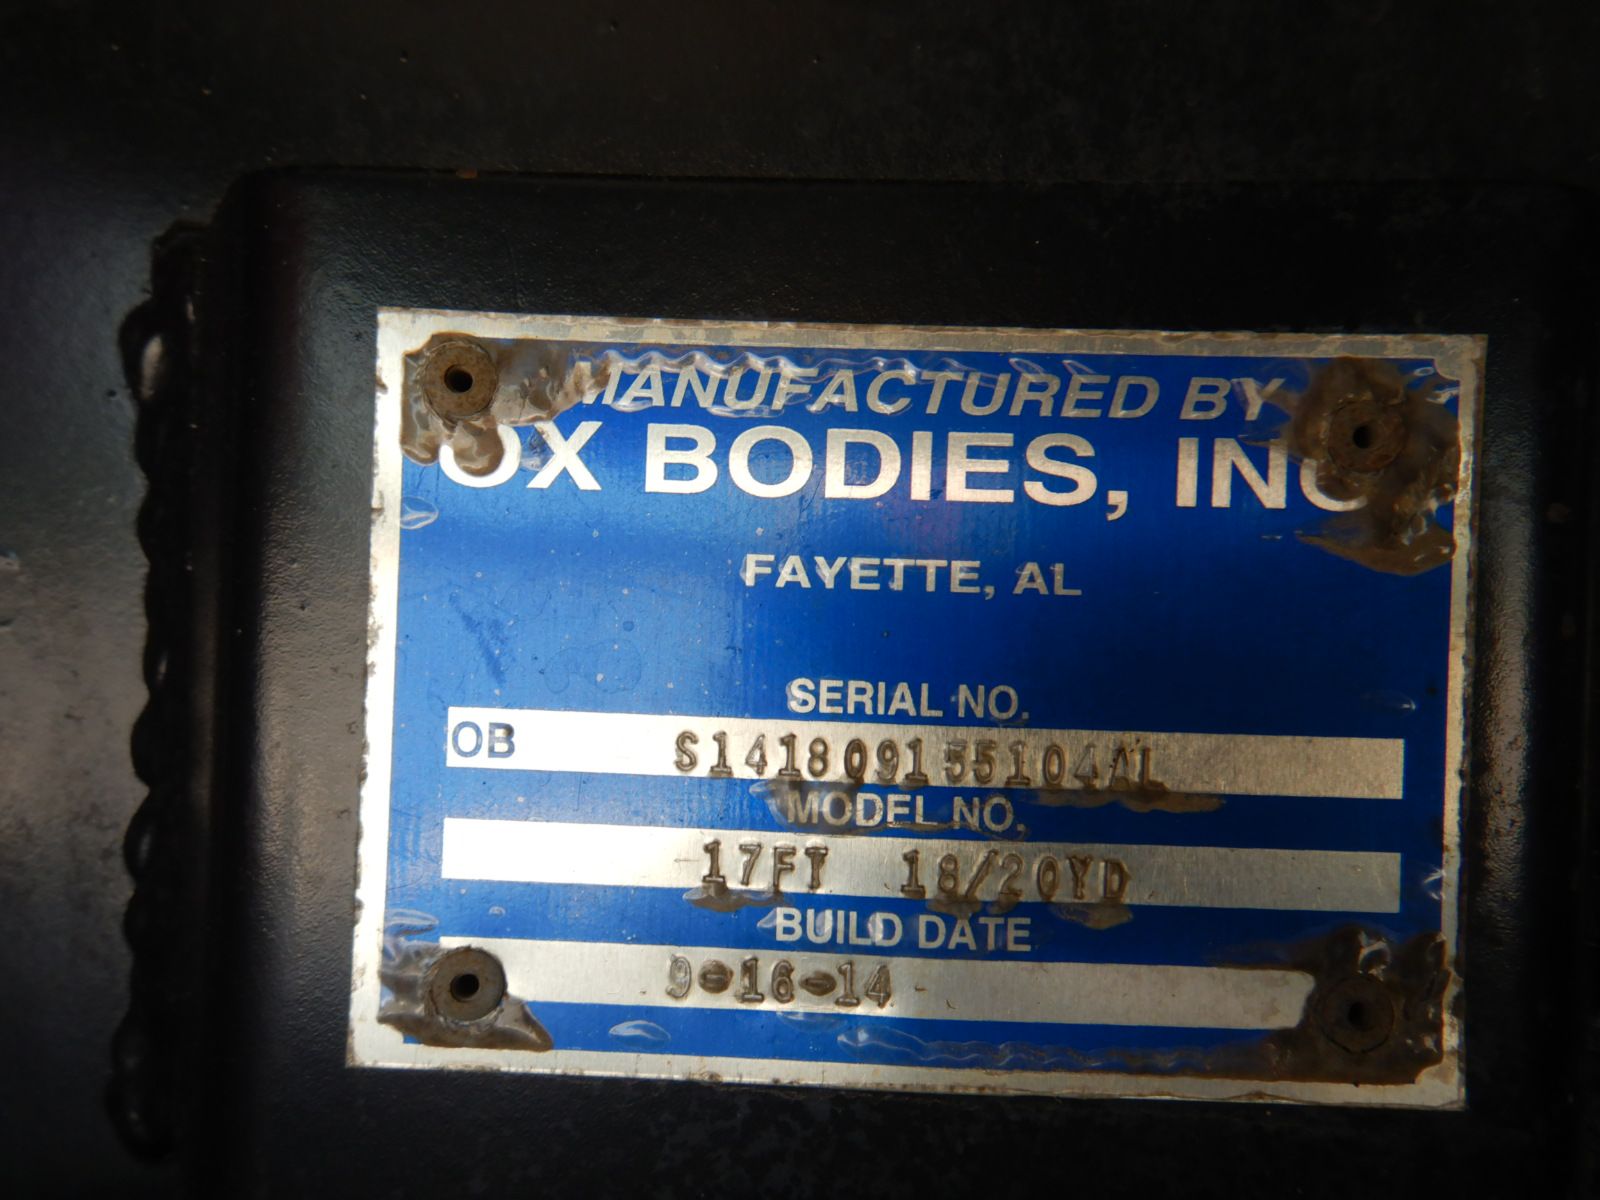 MANUFACTURED BY
OX BODIES, INC
FAYETTE, AL
SERIAL NO.
OB S141809155104AL
MODEL NO.
17FT 18/20YD
BUILD DATE
9-16-14